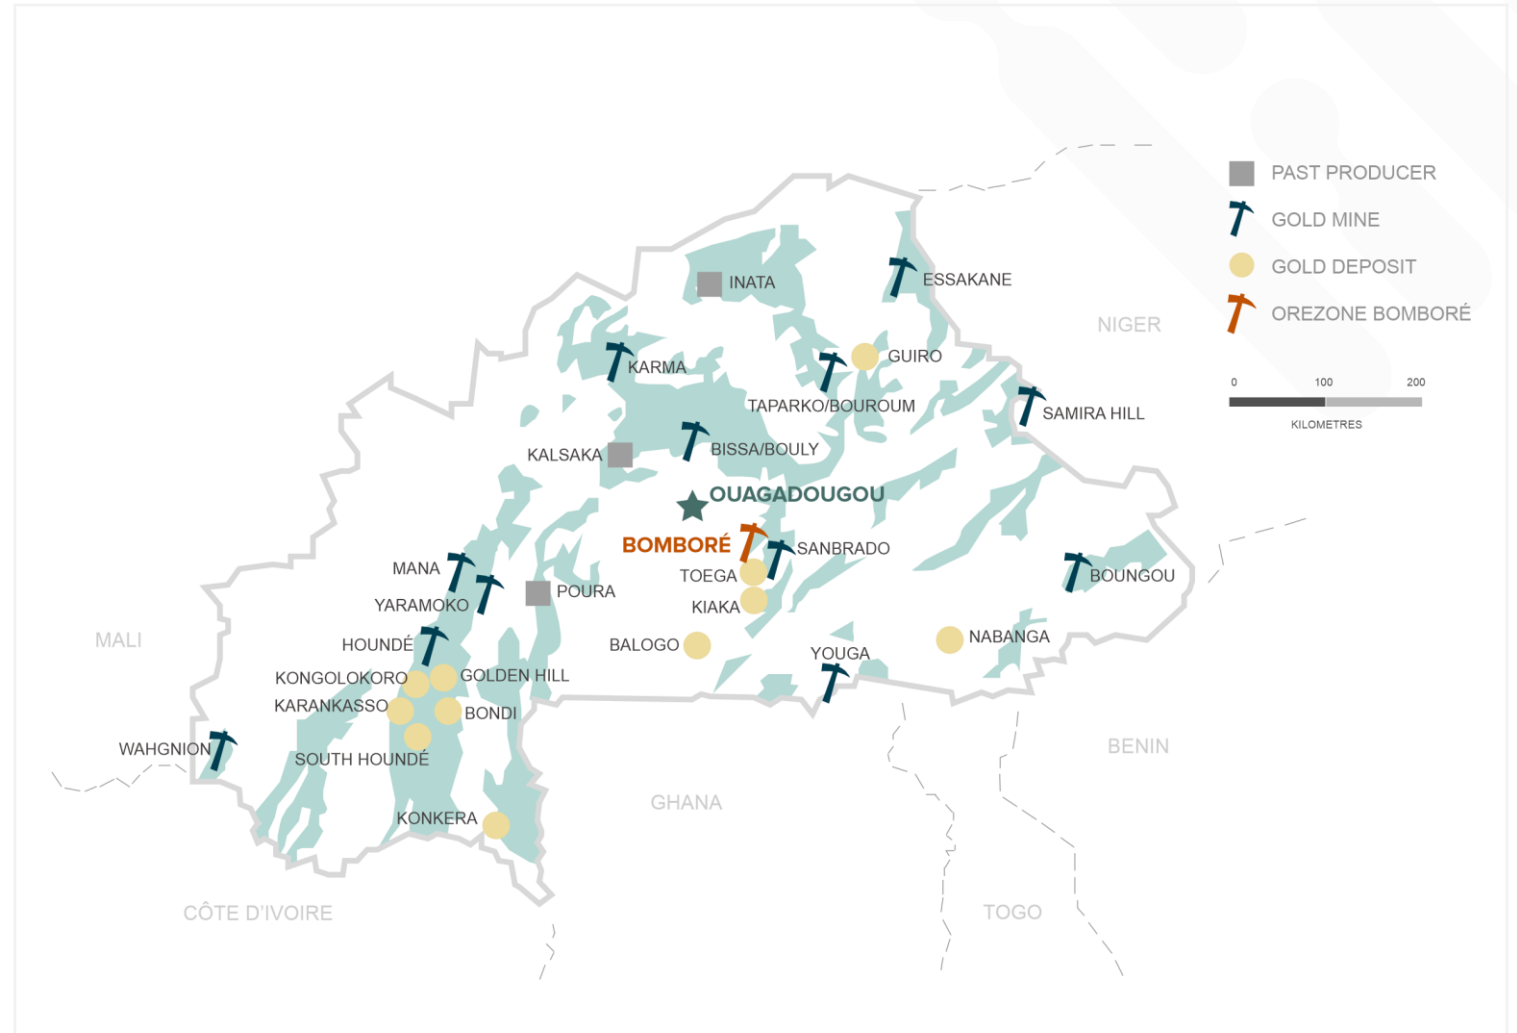 PAST PRODUCER
GOLD MINE
GOLD DEPOSIT
OREZONE BOMBORÉ
0 100 200
KILOMETRES
INATA
ESSAKANE
NIGER
KARMA
GUIRO
TAPARKO/BOUROUM
SAMIRA HILL
KALSAKA
BISSA/BOULY
OUAGADOUGOU
BOMBORÉ
SANBRADO
MANA
TOEGA
BOUNGOU
YARAMOKO
POURA
KIAKA
MALI
HOUNDÉ
BALOGO
NABANGA
YOUGA
KONGOLOKORO
GOLDEN HILL
KARANKASSO
BONDI
WAHGNION
SOUTH HOUNDÉ
BENIN
GHANA
KONKERA
CÔTE D'IVOIRE
TOGO